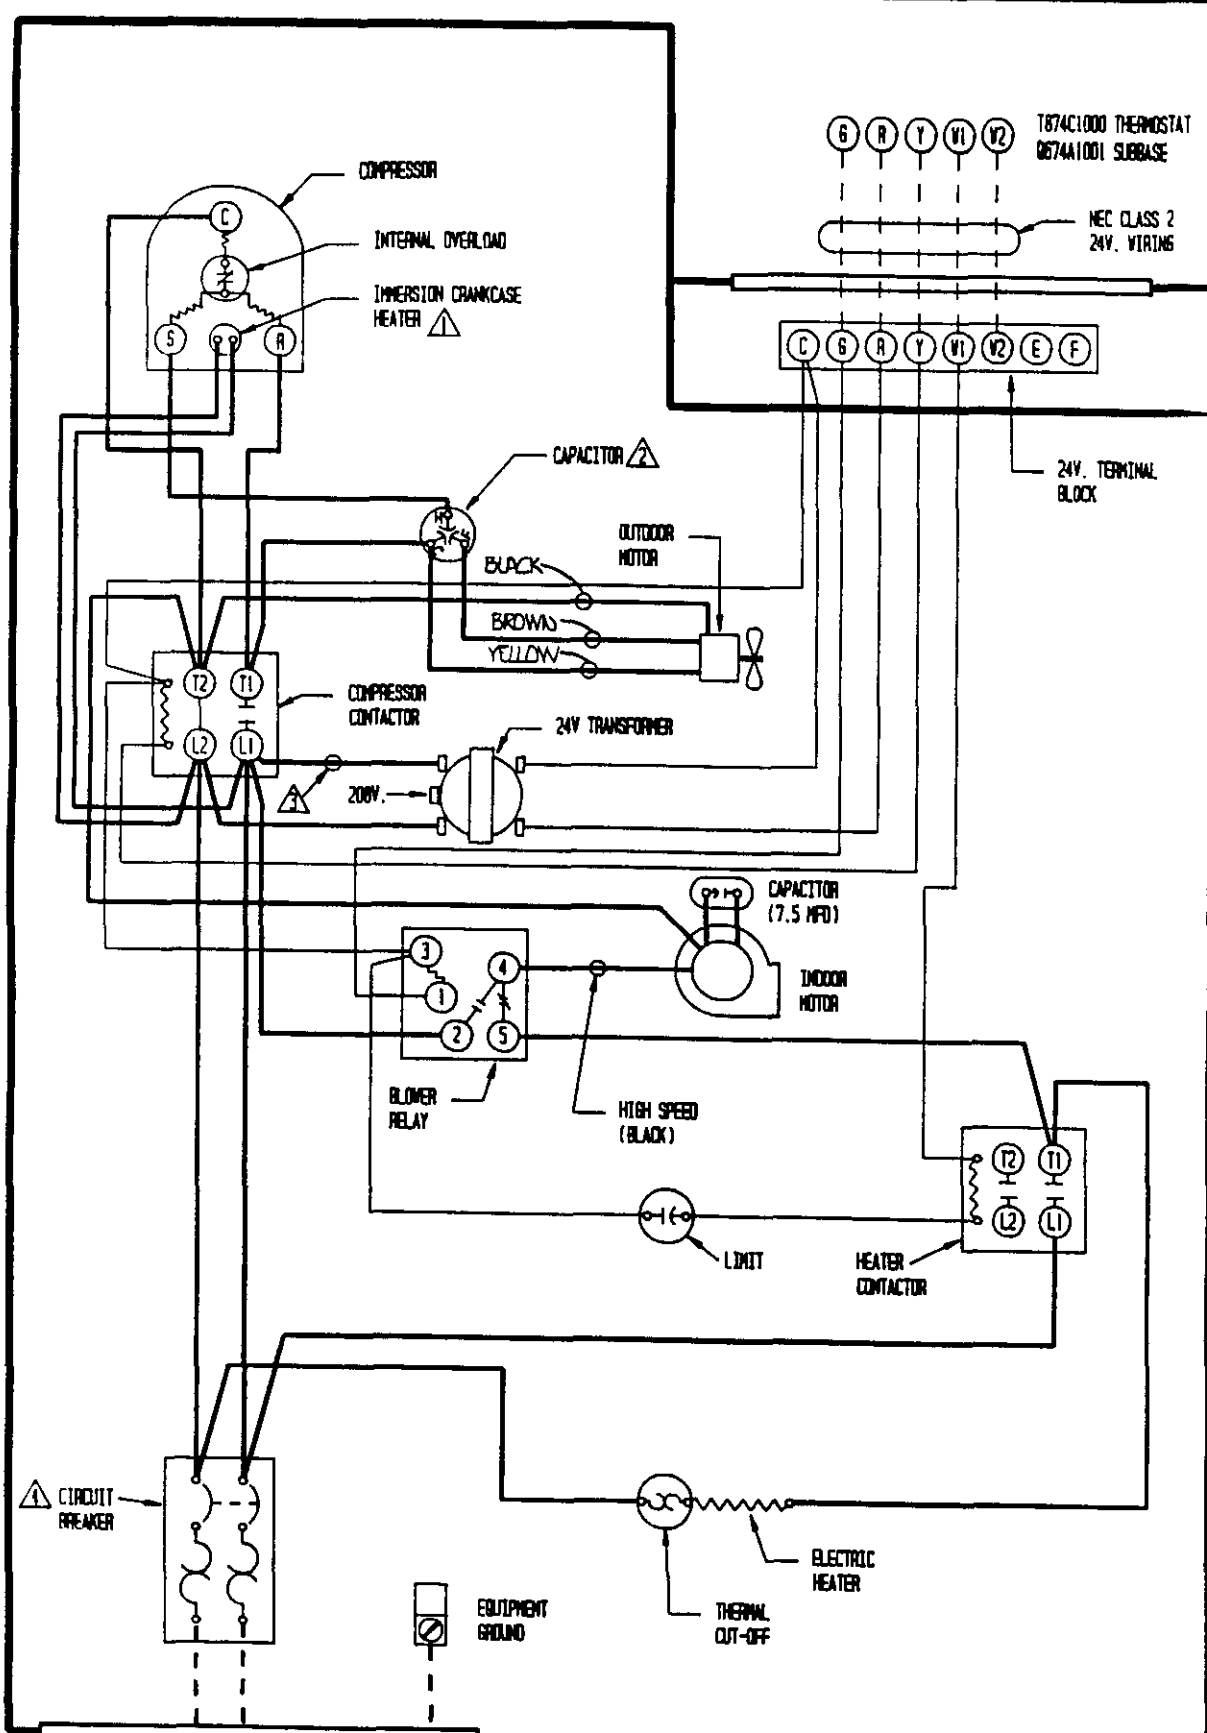 G R Y W1 W2
T874C1000 THERMOSTAT
Q674A1001 SUBBASE
COMPRESSOR
NEC CLASS 2
24V. WIRING
C
INTERNAL OVERLOAD
IMMERSION CRANKCASE
HEATER 1
S R
C G R Y W1 W2 E F
24V. TERMINAL
BLOCK
CAPACITOR 2
H
C
OUTDOOR
MOTOR
BLACK
BROWN
YELLOW
T2 T1
COMPRESSOR
CONTACTOR
L2 L1
24V TRANSFORMER
3
208V.
CAPACITOR
(7.5 MFD)
3
4
1
2 5
INDOOR
MOTOR
BLOWER
RELAY
HIGH SPEED
(BLACK)
T2 T1
L2 L1
LIMIT
HEATER
CONTACTOR
4 CIRCUIT
BREAKER
ELECTRIC
HEATER
EQUIPMENT
GROUND
THERMAL
CUT-OFF